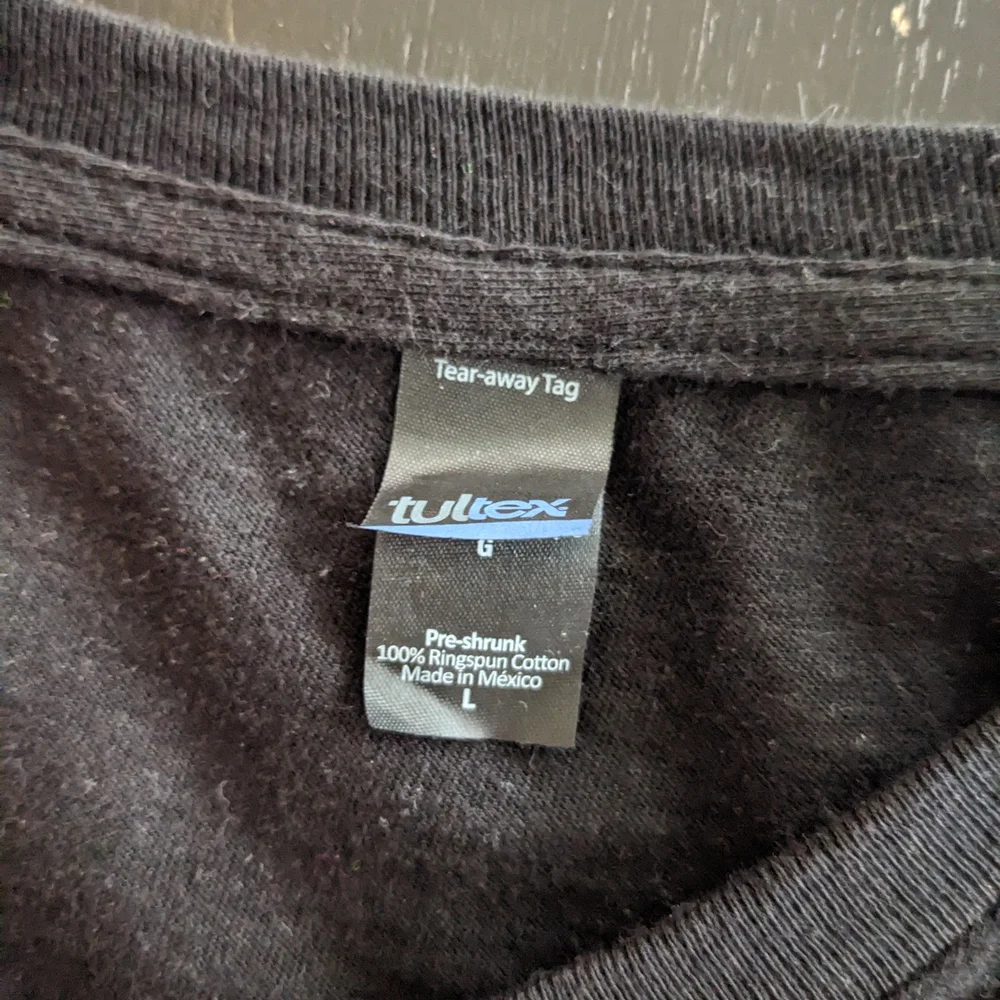 Tear-away Tag
tultex
G
Pre-shrunk
100% Ringspun Cotton
Made in México
L